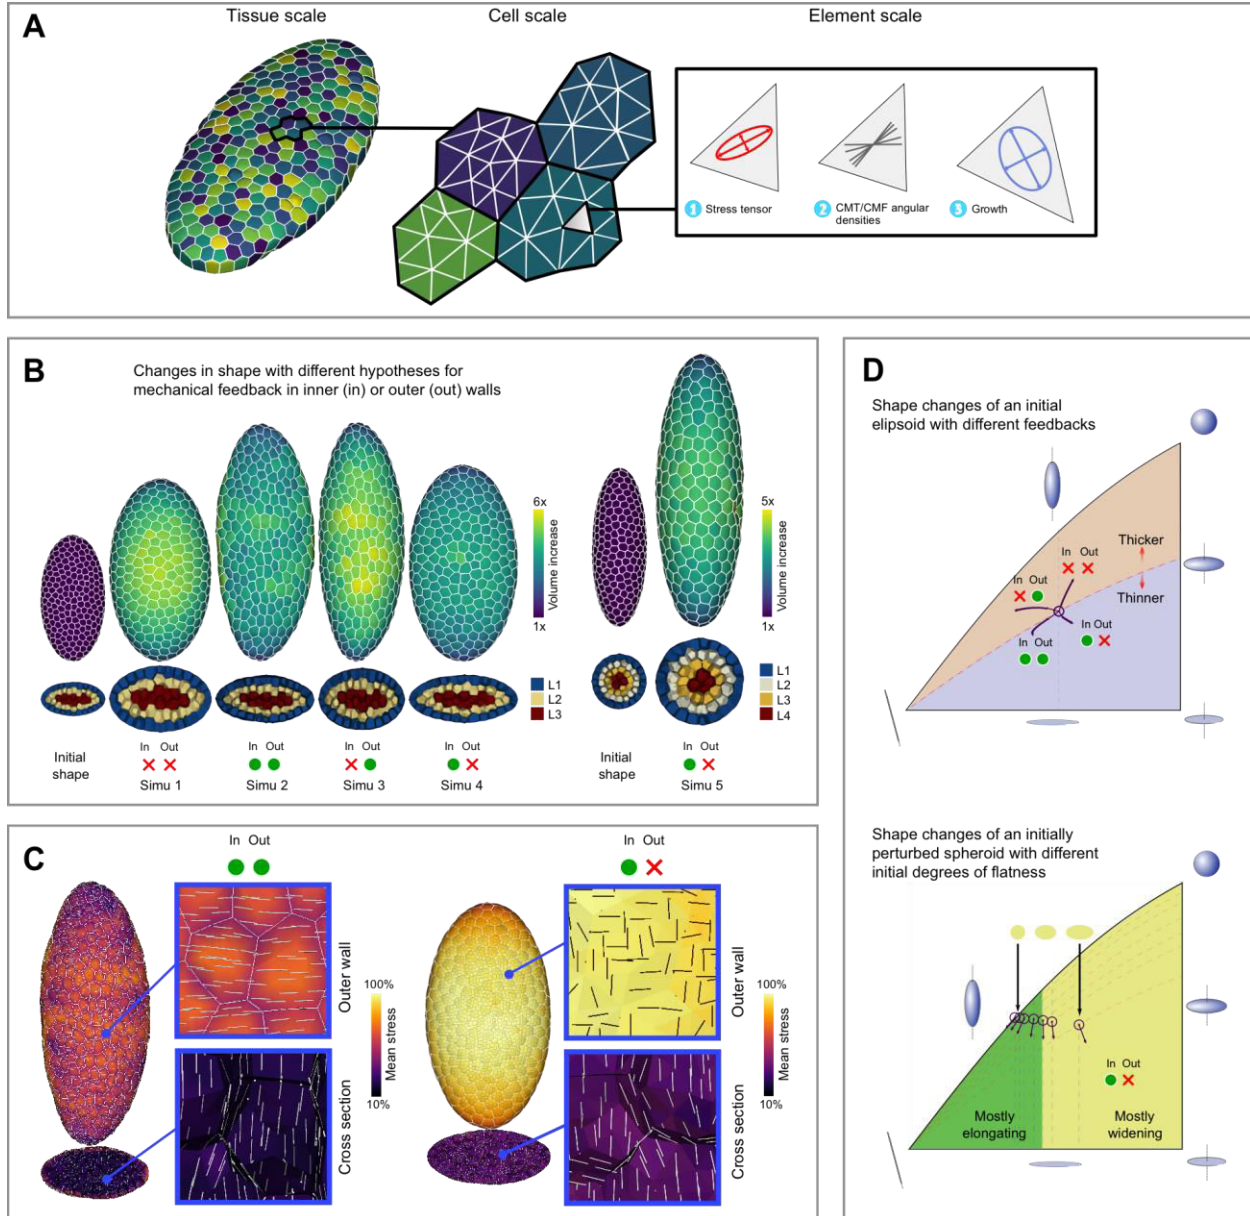 A
Tissue scale
Cell scale
Element scale
1 Stress tensor
2 CMT/CMF angular
densities
3 Growth
B
Changes in shape with different hypotheses for
mechanical feedback in inner (in) or outer (out) walls
6x
Volume increase
1x
5x
Volume increase
1x
L1
L2
L3
L1
L2
L3
L4
Initial
shape
In Out
Simu 1
In Out
Simu 2
In Out
Simu 3
In Out
Simu 4
Initial
shape
In Out
Simu 5
C
In Out
Outer wall
100%
Mean stress
10%
Cross section
In Out
Outer wall
100%
Mean stress
10%
Cross section
D
Shape changes of an initial
elipsoid with different feedbacks
Thicker
Thinner
In Out
In Out
In Out
In Out
Shape changes of an initially
perturbed spheroid with different
initial degrees of flatness
In Out
Mostly
elongating
Mostly
widening